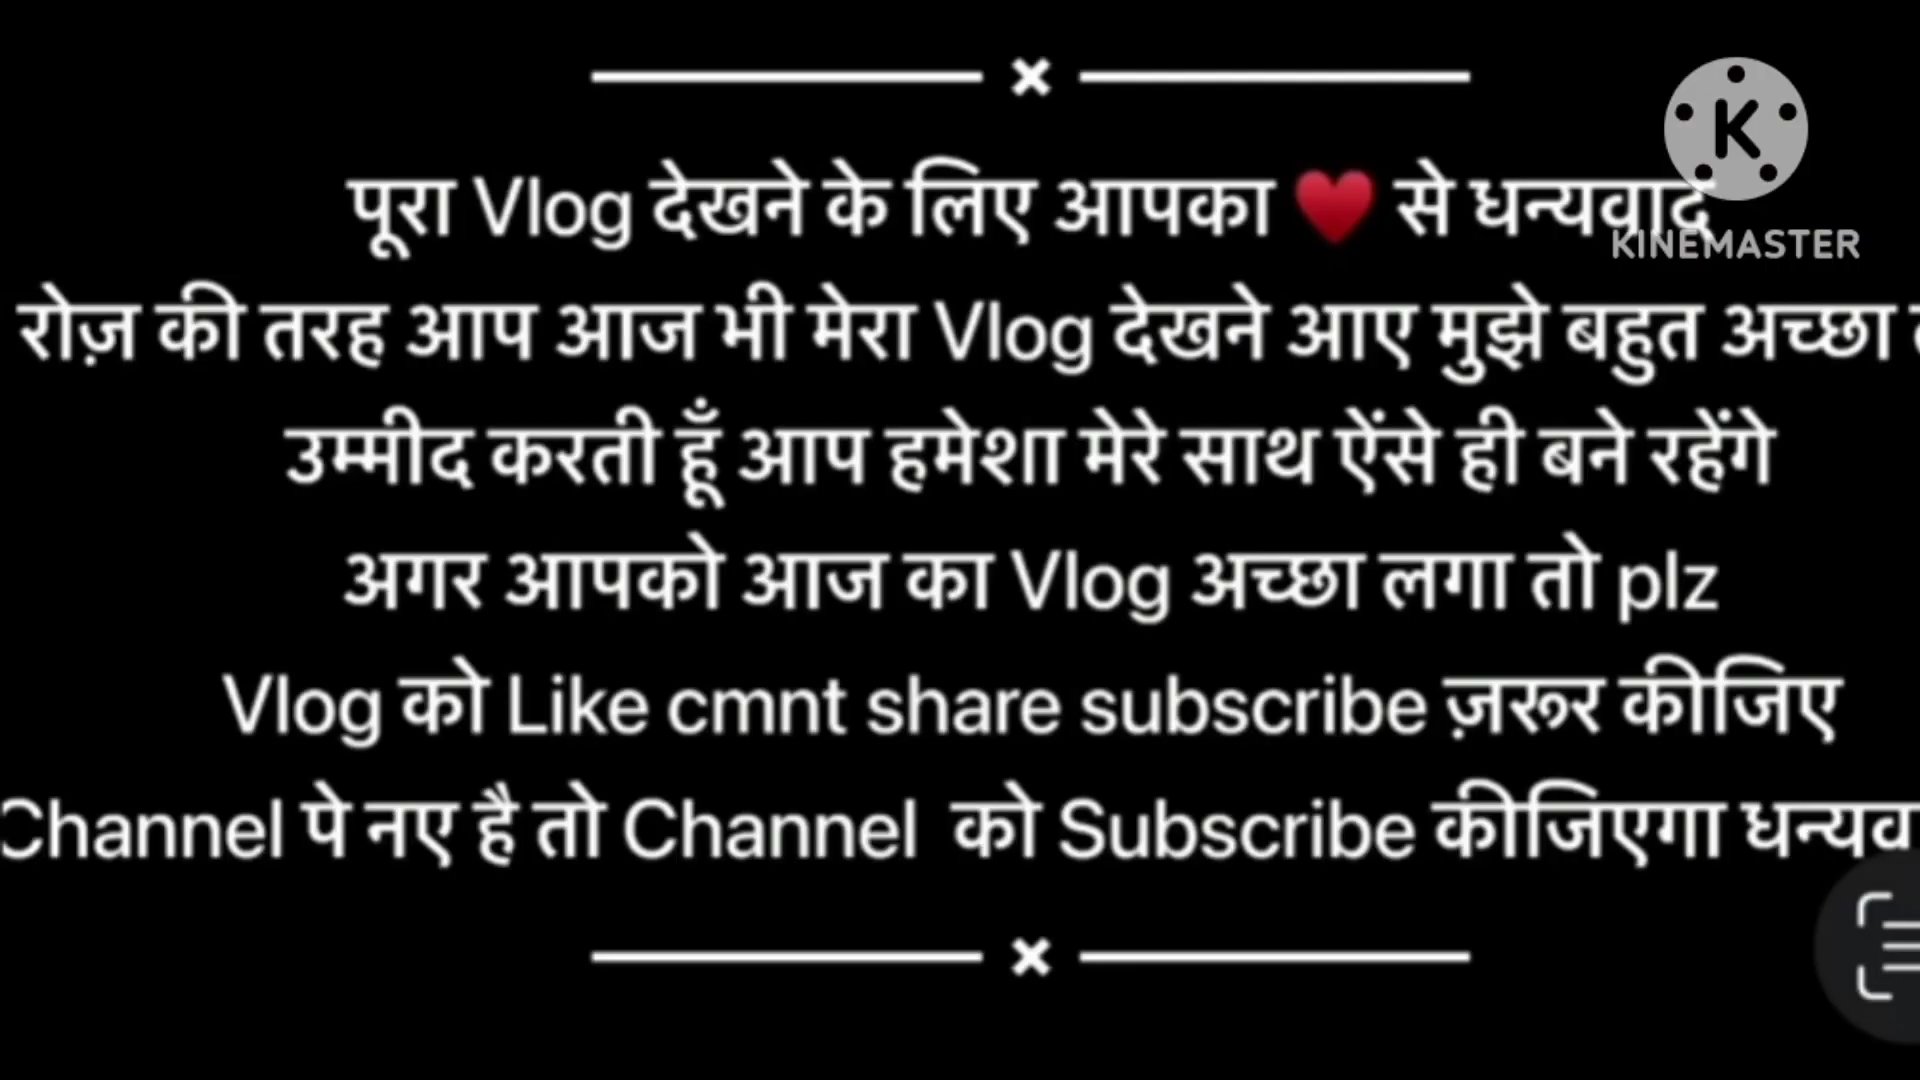 पूरा Vlog देखने के लिए आपका ♥ से धन्यवाद
K
KINEMASTER
रोज़ की तरह आप आज भी मेरा Vlog देखने आए मुझे बहुत अच्छा
उम्मीद करती हूँ आप हमेशा मेरे साथ ऐंसे ही बने रहेंगे
अगर आपको आज का Vlog अच्छा लगा तो plz
Vlog को Like cmnt share subscribe ज़रूर कीजिए
Channel पे नए है तो Channel को Subscribe कीजिएगा